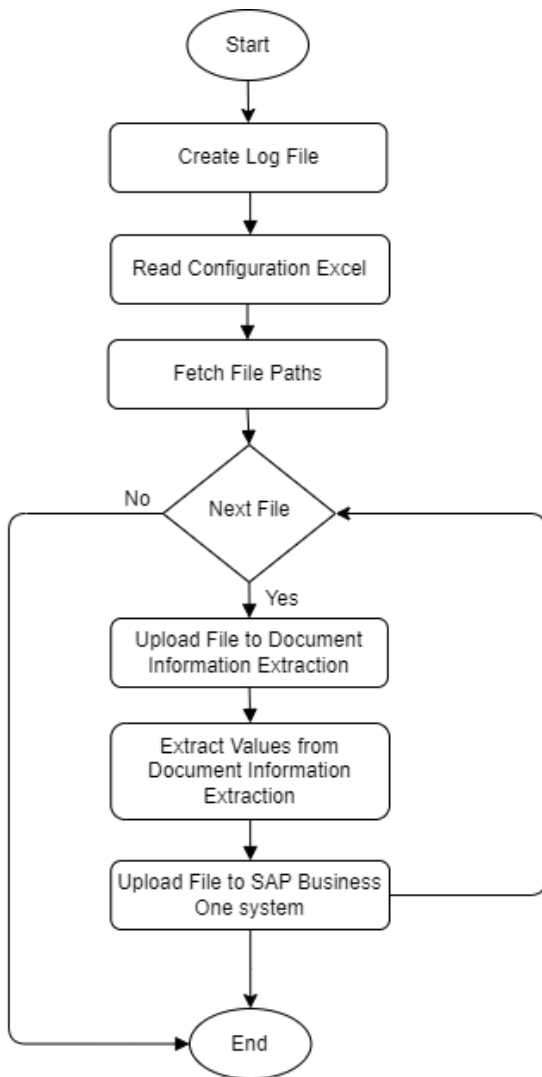 Start
Create Log File
Read Configuration Excel
Fetch File Paths
No
Next File
Yes
Upload File to Document
Information Extraction
Extract Values from
Document Information
Extraction
Upload File to SAP Business
One system
End